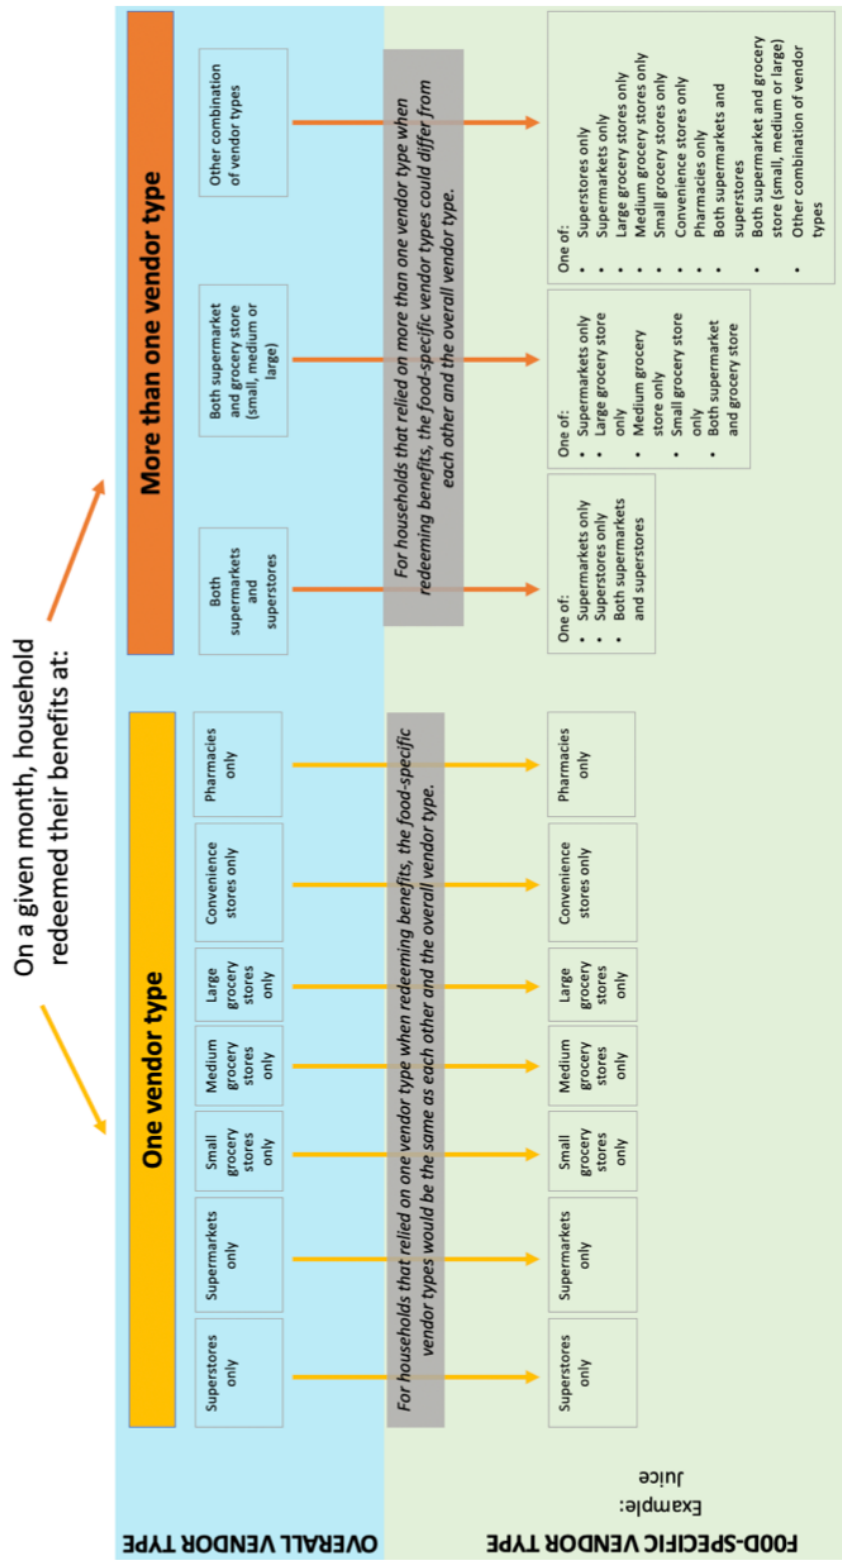 On a given month, household
redeemed their benefits at:
OVERALL VENDOR TYPE
One vendor type
Superstores
only
Supermarkets
only
Small
grocery
stores
only
Medium
grocery
stores
only
Large
grocery
stores
only
Convenience
stores only
Pharmacies
only
More than one vendor type
Both
supermarkets
and
superstores
Both supermarket
and grocery store
(small, medium or
large)
Other combination
of vendor types
For households that relied on one vendor type when redeeming benefits, the food-specific
vendor types would be the same as each other and the overall vendor type.
For households that relied on more than one vendor type when
redeeming benefits, the food-specific vendor types could differ from
each other and the overall vendor type.
FOOD-SPECIFIC VENDOR TYPE
Example:
Juice
Superstores
only
Supermarkets
only
Small
grocery
stores
only
Medium
grocery
stores
only
Large
grocery
stores
only
Convenience
stores only
Pharmacies
only
One of:
• Supermarkets only
• Superstores only
• Both supermarkets
and superstores
One of:
• Supermarkets only
• Large grocery store
only
• Medium grocery
store only
• Small grocery store
only
• Both supermarket
and grocery store
One of:
• Superstores only
• Supermarkets only
• Large grocery stores only
• Medium grocery stores only
• Small grocery stores only
• Convenience stores only
• Pharmacies only
• Both supermarkets and
superstores
• Both supermarket and grocery
store (small, medium or large)
• Other combination of vendor
types